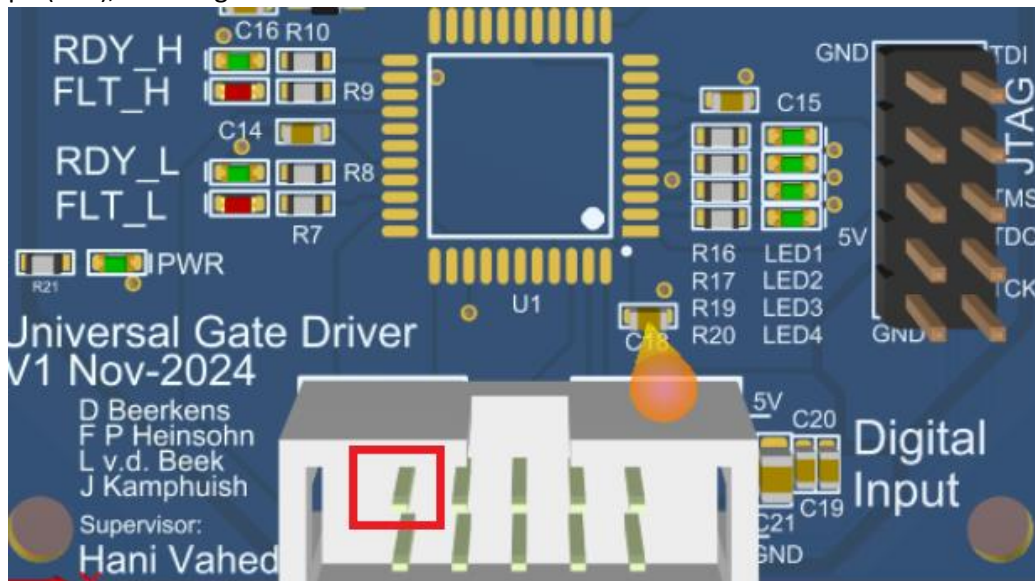 C16 R10
RDY_H
FLT_H
R9
C14
RDY_L
R8
FLT_L
R7
PWR
R21
U1
C15
R16 LED1
R17 LED2
R19 LED3
R20 LED4
C18
GND
TDI
JTAG
TMS
5V
TDO
TCK
GND
Universal Gate Driver
V1 Nov-2024
D Beerkens
F P Heinsohn
L v.d. Beek
J Kamphuish
Supervisor:
Hani Vahed
5V
C20
Digital
Input
C19
C21
GND